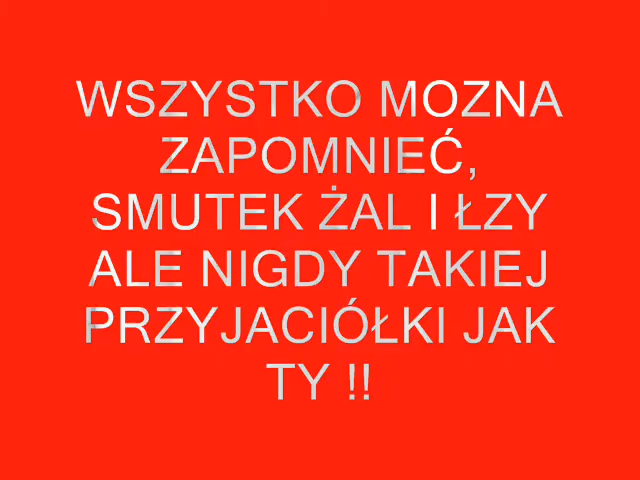 WSZYSTKO MOZNA
ZAPOMNIEĆ,
SMUTEK ŻAL I ŁZY
ALE NIGDY TAKIEJ
PRZYJACIÓŁKI JAK
TY !!